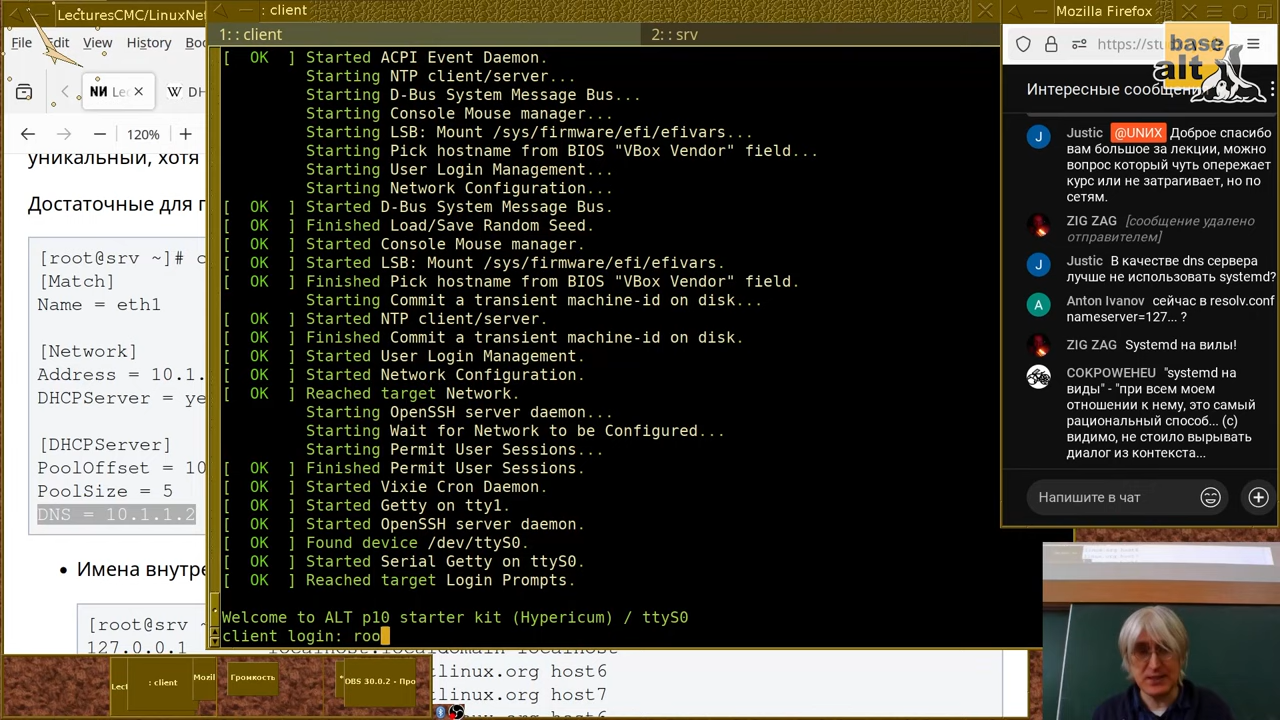 LecturesCMC/LinuxNet
File Edit View History
NИ Lec
W DH
120%
уникальный, хотя
Достаточные для п
[root@srv ~]# c
[Match]
Name = eth1
[Network]
Address = 10.1.
DHCPServer = ye
[DHCPServer]
PoolOffset = 10
PoolSize = 5
DNS = 10.1.1.2
Имена внутре
[root@srv ~]
127.0.0.1 localhost.localdomain localhost
tlinux.org host6
tlinux.org host7
: client
1:: client
2:: srv
[ OK ] Started ACPI Event Daemon.
Starting NTP client/server...
Starting D-Bus System Message Bus...
Starting Console Mouse manager...
Starting LSB: Mount /sys/firmware/efi/efivars...
Starting Pick hostname from BIOS "VBox Vendor" field...
Starting User Login Management...
Starting Network Configuration...
[ OK ] Started D-Bus System Message Bus.
[ OK ] Finished Load/Save Random Seed.
[ OK ] Started Console Mouse manager.
[ OK ] Started LSB: Mount /sys/firmware/efi/efivars.
[ OK ] Finished Pick hostname from BIOS "VBox Vendor" field.
Starting Commit a transient machine-id on disk...
[ OK ] Started NTP client/server.
[ OK ] Finished Commit a transient machine-id on disk.
[ OK ] Started User Login Management.
[ OK ] Started Network Configuration.
[ OK ] Reached target Network.
Starting OpenSSH server daemon...
Starting Wait for Network to be Configured...
Starting Permit User Sessions...
[ OK ] Finished Permit User Sessions.
[ OK ] Started Vixie Cron Daemon.
[ OK ] Started Getty on tty1.
[ OK ] Started OpenSSH server daemon.
[ OK ] Found device /dev/ttyS0.
[ OK ] Started Serial Getty on ttyS0.
[ OK ] Reached target Login Prompts.
Welcome to ALT p10 starter kit (Hypericum) / ttyS0
client login: roo
Mozilla Firefox
https://stu
base
alt
Интересные сообщен
J
Justic @UNИX Доброе спасибо
вам большое за лекции, можно
вопрос который чуть опережает
курс или не затрагивает, но по
сетям.
ZIG ZAG [сообщение удалено
отправителем]
J
Justic В качестве dns сервера
лучше не использовать systemd?
A
Anton Ivanov сейчас в resolv.conf
nameserver=127... ?
ZIG ZAG Systemd на вилы!
COKPOWEHEU "systemd на
виды" - "при всем моем
отношении к нему, это самый
рациональный способ... (с)
видимо, не стоило вырывать
диалог из контекста...
Напишите в чат
Lect
: client
Mozil
Громкость
OBS 30.0.2 - Про